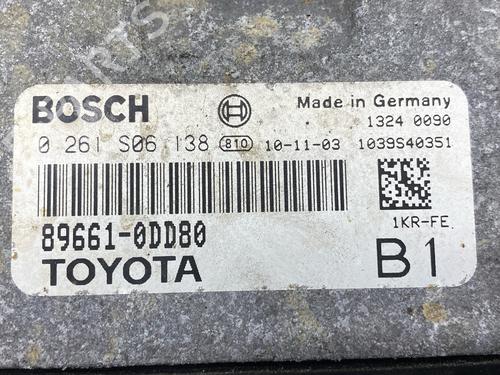 PARTS
BOSCH
Made in Germany
1324 0090
0 261 S06 138 810 10-11-03 1039S40351
89661-0DD80
1KR-FE
TOYOTA
B1